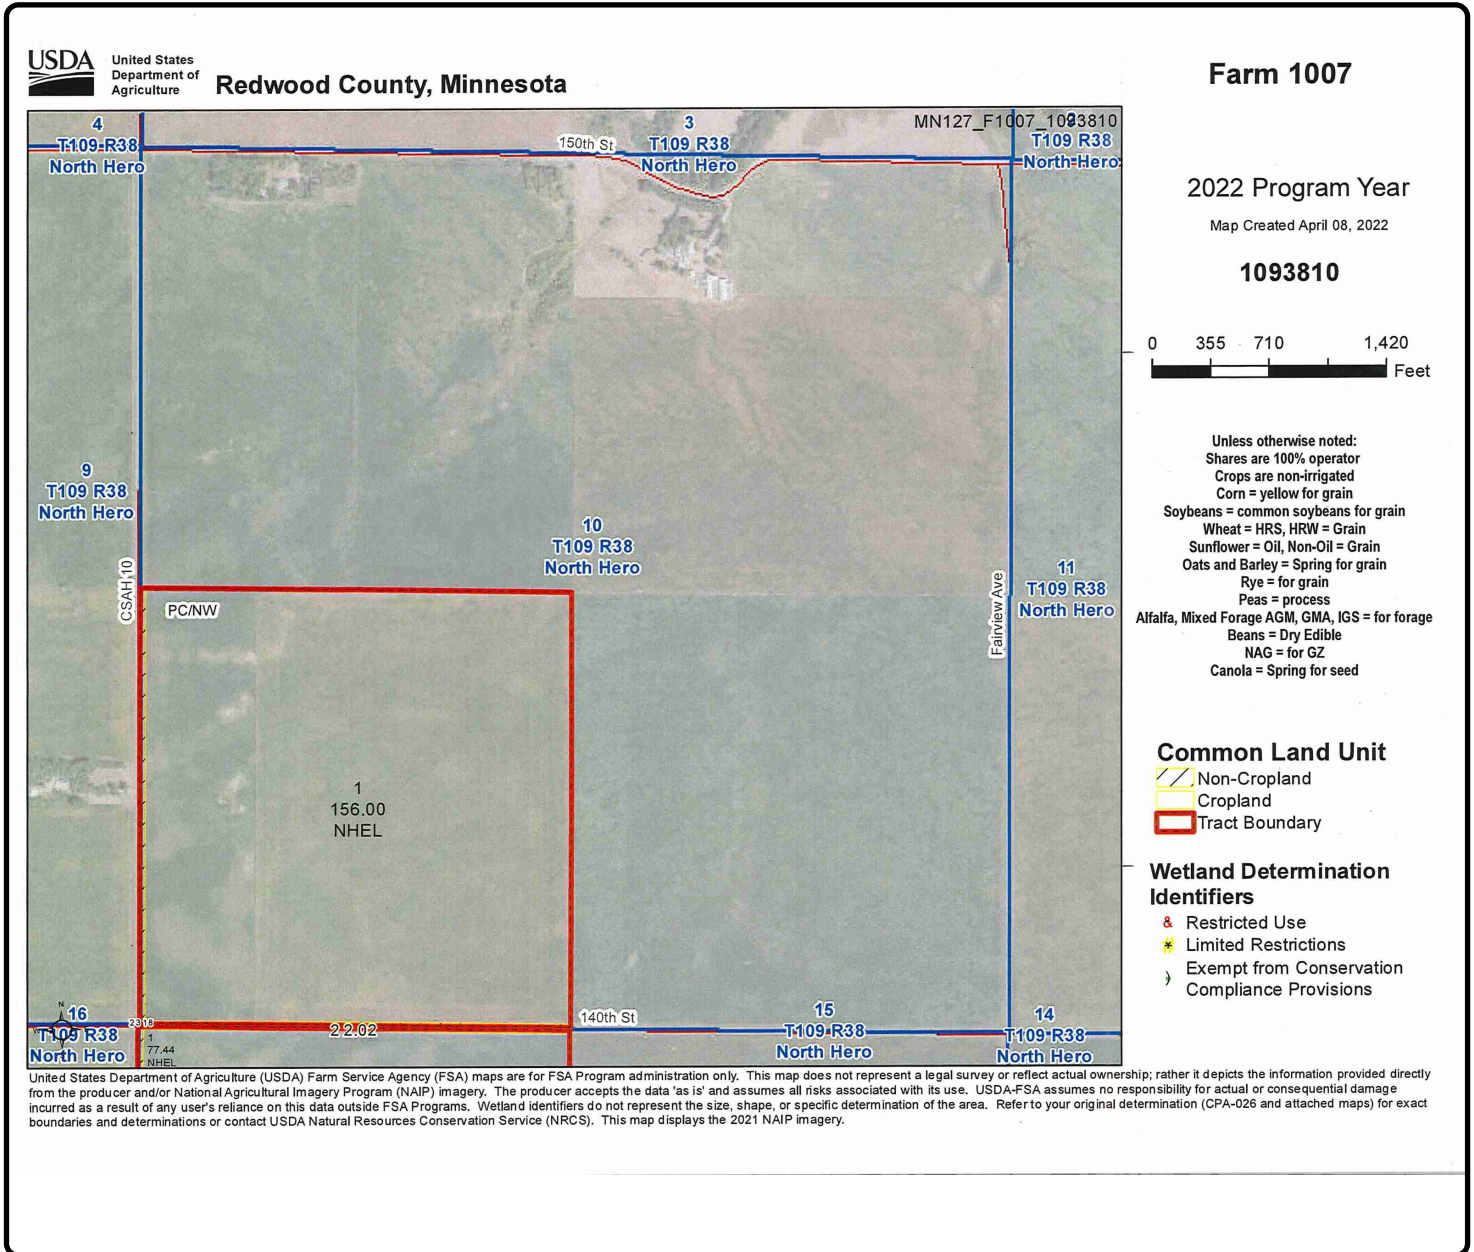 USDA
United States
Department of
Agriculture
Redwood County, Minnesota
Farm 1007
4
T109 R38
North Hero
150th St
3
T109 R38
North Hero
MN127_F1007_1093810
2
T109 R38
North Hero
2022 Program Year
Map Created April 08, 2022
1093810
0 355 710 1,420
Feet
9
T109 R38
North Hero
10
T109 R38
North Hero
11
T109 R38
North Hero
CSAH 10
Fairview Ave
PC/NW
1
156.00
NHEL
Unless otherwise noted:
Shares are 100% operator
Crops are non-irrigated
Corn = yellow for grain
Soybeans = common soybeans for grain
Wheat = HRS, HRW = Grain
Sunflower = Oil, Non-Oil = Grain
Oats and Barley = Spring for grain
Rye = for grain
Peas = process
Alfalfa, Mixed Forage AGM, GMA, IGS = for forage
Beans = Dry Edible
NAG = for GZ
Canola = Spring for seed
Common Land Unit
Non-Cropland
Cropland
Tract Boundary
Wetland Determination
Identifiers
Restricted Use
Limited Restrictions
Exempt from Conservation
Compliance Provisions
N
16
T109 R38
North Hero
2 2.02
140th St
15
T109 R38
North Hero
14
T109 R38
North Hero
1
77.44
NHEL
United States Department of Agriculture (USDA) Farm Service Agency (FSA) maps are for FSA Program administration only. This map does not represent a legal survey or reflect actual ownership; rather it depicts the information provided directly
from the producer and/or National Agricultural Imagery Program (NAIP) imagery. The producer accepts the data 'as is' and assumes all risks associated with its use. USDA-FSA assumes no responsibility for actual or consequential damage
incurred as a result of any user's reliance on this data outside FSA Programs. Wetland identifiers do not represent the size, shape, or specific determination of the area. Refer to your original determination (CPA-026 and attached maps) for exact
boundaries and determinations or contact USDA Natural Resources Conservation Service (NRCS). This map displays the 2021 NAIP imagery.